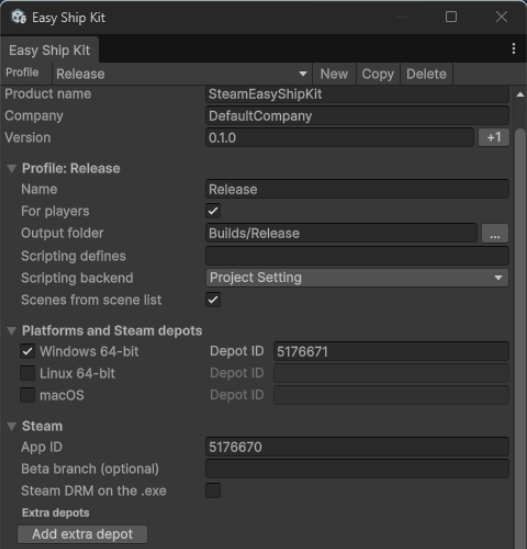 Easy Ship Kit
Easy Ship Kit
Profile Release New Copy Delete
Product name SteamEasyShipKit
Company DefaultCompany
Version 0.1.0 +1
Profile: Release
Name Release
For players
Output folder Builds/Release ...
Scripting defines
Scripting backend Project Setting
Scenes from scene list
Platforms and Steam depots
Windows 64-bit Depot ID 5176671
Linux 64-bit Depot ID
macOS Depot ID
Steam
App ID 5176670
Beta branch (optional)
Steam DRM on the .exe
Extra depots
Add extra depot